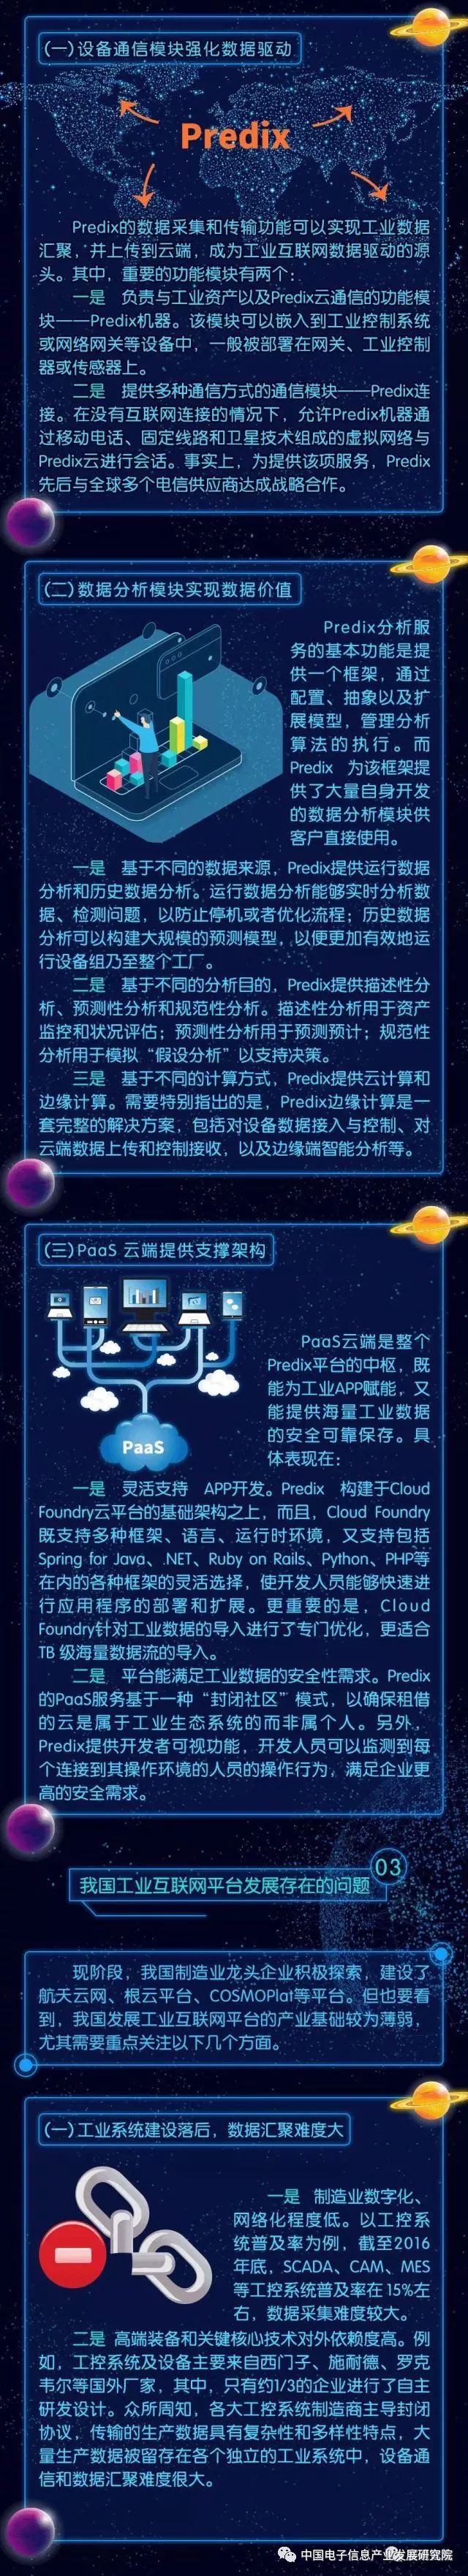 (一)设备通信模块强化数据驱动
Predix
Predix的数据采集和传输功能可以实现工业数据
汇聚，并上传到云端，成为工业互联网数据驱动的源
头。其中，重要的功能模块有两个：
一是 负责与工业资产以及Predix云通信的功能模
块——Predix机器。该模块可以嵌入到工业控制系统
或网络网关等设备中，一般被部署在网关、工业控制
器或传感器上。
二是 提供多种通信方式的通信模块——Predix连
接。在没有互联网连接的情况下，允许Predix机器通
过移动电话、固定线路和卫星技术组成的虚拟网络与
Predix云进行会话。事实上，为提供该项服务，Predix
先后与全球多个电信供应商达成战略合作。
(二)数据分析模块实现数据价值
Predix分析服
务的基本功能是提
供一个框架，通过
配置、抽象以及扩
展模型，管理分析
算法的执行。而
Predix 为该框架提
供了大量自身开发
的数据分析模块供
客户直接使用。
一是 基于不同的数据来源，Predix提供运行数据
分析和历史数据分析。运行数据分析能够实时分析数
据、检测问题，以防止停机或者优化流程；历史数据
分析可以构建大规模的预测模型，以便更加有效地运
行设备组乃至整个工厂。
二是 基于不同的分析目的，Predix提供描述性分
析、预测性分析和规范性分析。描述性分析用于资产
监控和状况评估；预测性分析用于预测预计；规范性
分析用于模拟“假设分析”以支持决策。
三是 基于不同的计算方式，Predix提供云计算和
边缘计算。需要特别指出的是，Predix边缘计算是一
套完整的解决方案，包括对设备数据接入与控制、对
云端数据上传和控制接收，以及边缘端智能分析等。
(三)PaaS 云端提供支撑架构
PaaS
PaaS云端是整个
Predix平台的中枢，既
能为工业APP赋能，又
能提供海量工业数据
的安全可靠保存。具
体表现在：
一是 灵活支持 APP开发。Predix 构建于Cloud
Foundry云平台的基础架构之上，而且，Cloud Foundry
既支持多种框架、语言、运行时环境，又支持包括
Spring for Java、.NET、Ruby on Rails、Python、PHP等
在内的各种框架的灵活选择，使开发人员能够快速进
行应用程序的部署和扩展。更重要的是，Cloud
Foundry针对工业数据的导入进行了专门优化，更适合
TB 级海量数据流的导入。
二是 平台能满足工业数据的安全性需求。Predix
的PaaS服务基于一种“封闭社区”模式，以确保租借
的云是属于工业生态系统的而非属个人。另外，
Predix提供开发者可视功能，开发人员可以监测到每
个连接到其操作环境的人员的操作行为，满足企业更
高的安全需求。
03
我国工业互联网平台发展存在的问题
现阶段，我国制造业龙头企业积极探索，建设了
航天云网、根云平台、COSMOPlat等平台。但也要看
到，我国发展工业互联网平台的产业基础较为薄弱，
尤其需要重点关注以下几个方面。
(一)工业系统建设落后，数据汇聚难度大
一是 制造业数字化、
网络化程度低。以工控系
统普及率为例，截至2016
年底，SCADA、CAM、MES
等工控系统普及率在15%左
右，数据采集难度较大。
二是 高端装备和关键核心技术对外依赖度高。例
如，工控系统及设备主要来自西门子、施耐德、罗克
韦尔等国外厂家，其中，只有约1/3的企业进行了自主
研发设计。众所周知，各大工控系统制造商主导封闭
协议，传输的生产数据具有复杂性和多样性特点，大
量生产数据被留存在各个独立的工业系统中，设备通
信和数据汇聚难度很大。
中国电子信息产业发展研究院